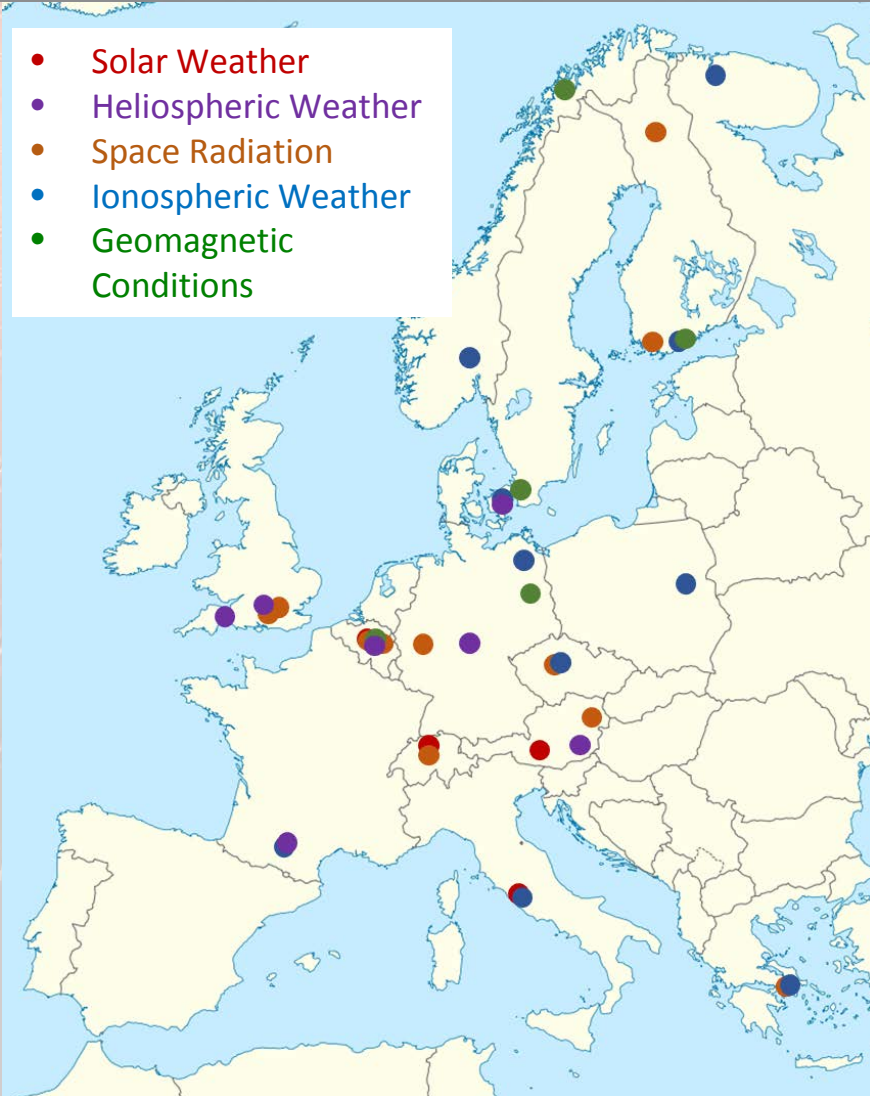 Solar Weather
Heliospheric Weather
Space Radiation
Ionospheric Weather
Geomagnetic
Conditions